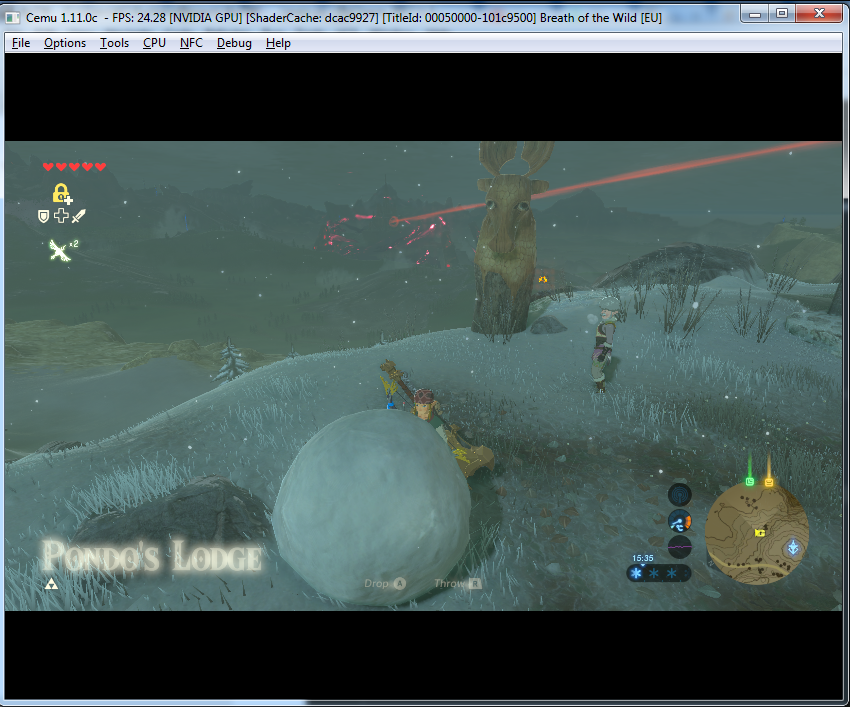 Cemu 1.11.0c - FPS: 24.28 [NVIDIA GPU] [ShaderCache: dcac9927] [TitleId: 00050000-101c9500] Breath of the Wild [EU]
File Options Tools CPU NFC Debug Help
x2
15:35
Pondo's Lodge
Drop A Throw R